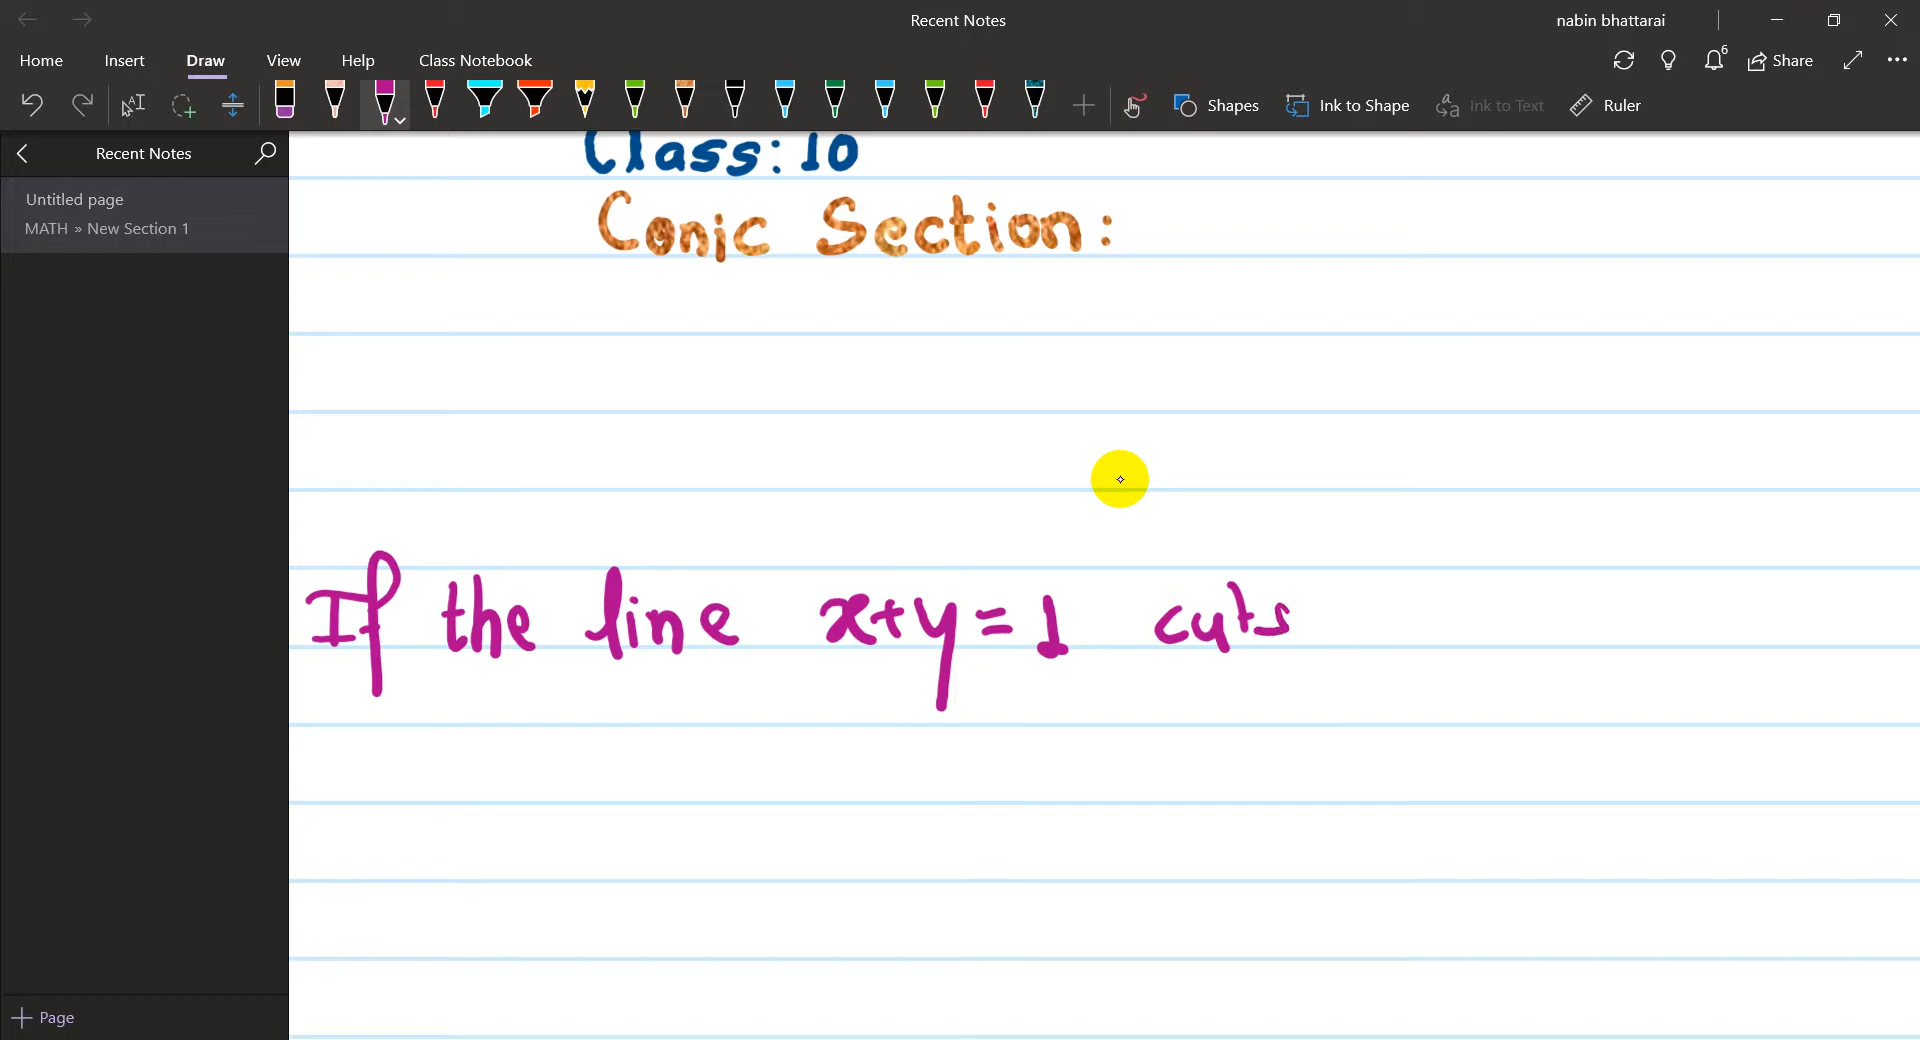 Recent Notes
nabin bhattarai
Home Insert Draw View Help Class Notebook
6
Share
Shapes Ink to Shape Ink to Text Ruler
Recent Notes
Untitled page
MATH » New Section 1
Class: 10
Conic Section:
If the line x+y=1 cuts
Page